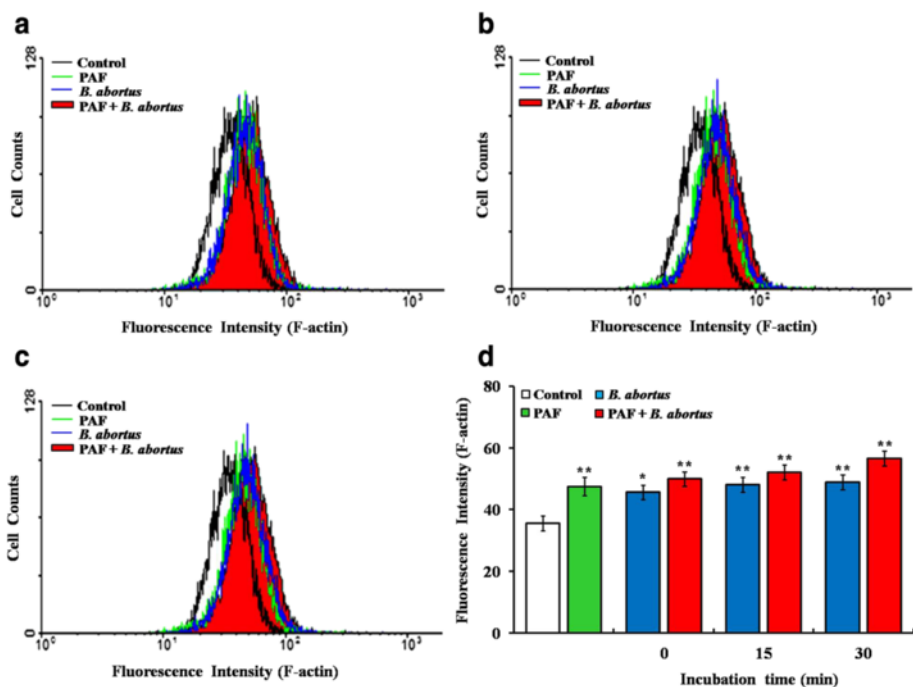 a
128
Control
PAF
B. abortus
PAF + B. abortus
Cell Counts
0
10⁰ 10¹ 10² 10³
Fluorescence Intensity (F-actin)
b
128
Control
PAF
B. abortus
PAF + B. abortus
Cell Counts
0
10⁰ 10¹ 10² 10³
Fluorescence Intensity (F-actin)
c
128
Control
PAF
B. abortus
PAF + B. abortus
Cell Counts
0
10⁰ 10¹ 10² 10³
Fluorescence Intensity (F-actin)
d
80
60
40
20
0
Fluorescence Intensity (F-actin)
Control B. abortus
PAF PAF + B. abortus
** * ** ** ** ** **
0 15 30
Incubation time (min)